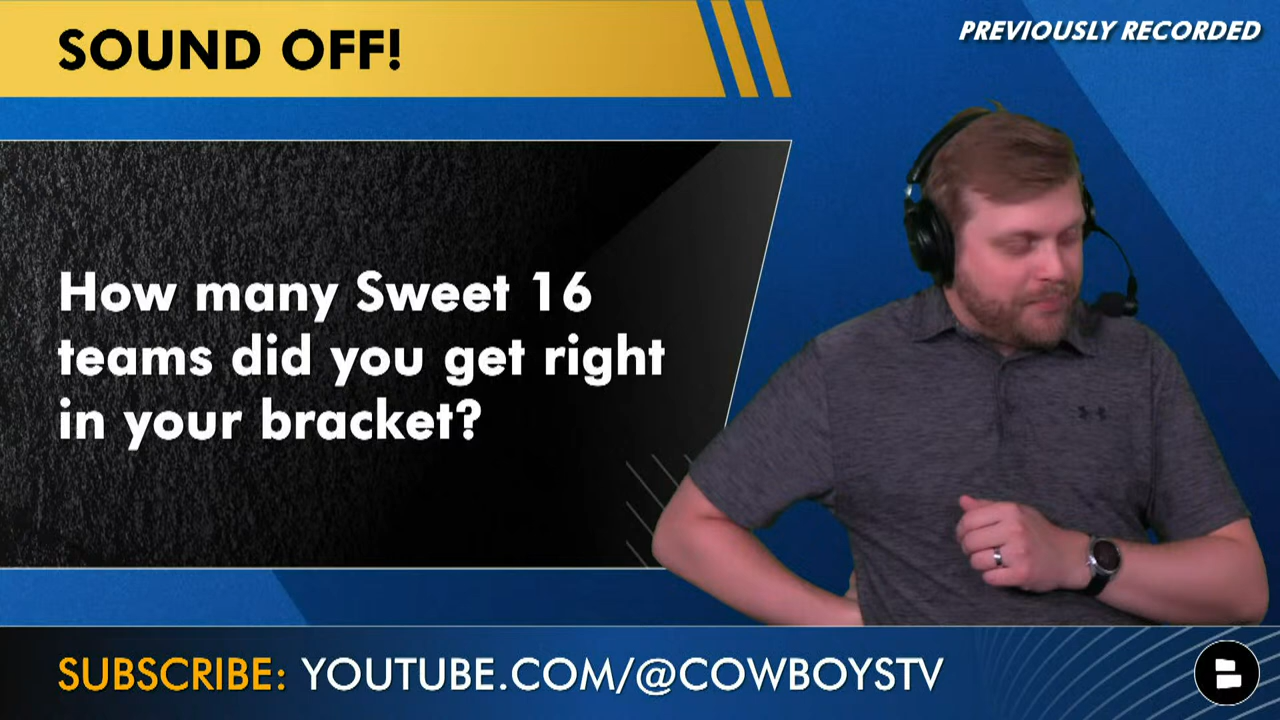 SOUND OFF!
PREVIOUSLY RECORDED
How many Sweet 16
teams did you get right
in your bracket?
SUBSCRIBE: YOUTUBE.COM/@COWBOYSTV